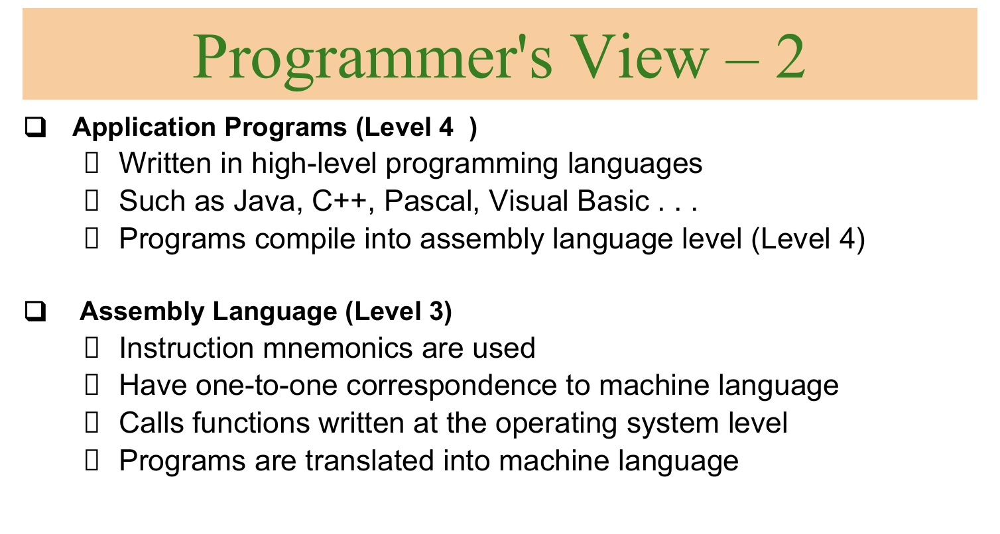 Programmer's View – 2
❑ Application Programs (Level 4 )
▯ Written in high-level programming languages
▯ Such as Java, C++, Pascal, Visual Basic . . .
▯ Programs compile into assembly language level (Level 4)
❑ Assembly Language (Level 3)
▯ Instruction mnemonics are used
▯ Have one-to-one correspondence to machine language
▯ Calls functions written at the operating system level
▯ Programs are translated into machine language